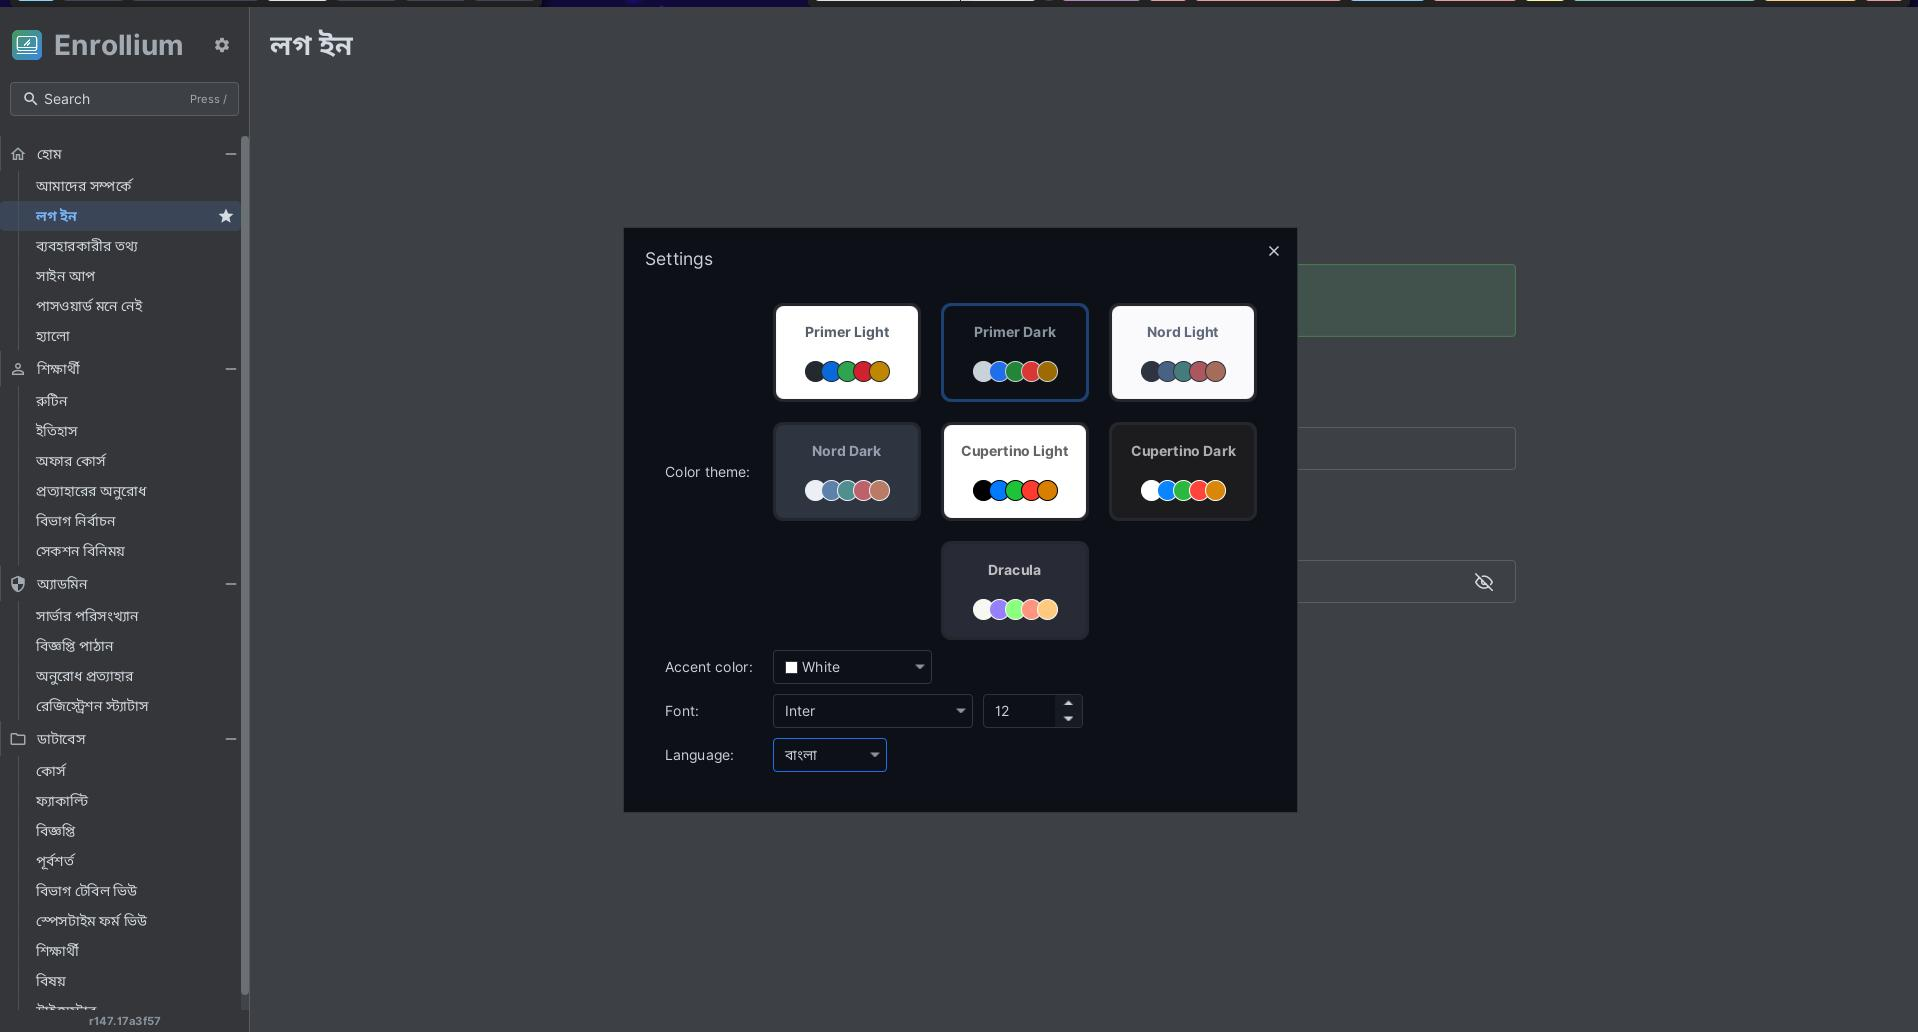 Enrollium
Search
Press /
হোম
আমাদের সম্পর্কে
লগ ইন
ব্যবহারকারীর তথ্য
সাইন আপ
পাসওয়ার্ড মনে নেই
হ্যালো
শিক্ষার্থী
রুটিন
ইতিহাস
অফার কোর্স
প্রত্যাহারের অনুরোধ
বিভাগ নির্বাচন
সেকশন বিনিময়
অ্যাডমিন
সার্ভার পরিসংখ্যান
বিজ্ঞপ্তি পাঠান
অনুরোধ প্রত্যাহার
রেজিস্ট্রেশন স্ট্যাটাস
ডাটাবেস
কোর্স
ফ্যাকাল্টি
বিজ্ঞপ্তি
পূর্বশর্ত
বিভাগ টেবিল ভিউ
স্পেসটাইম ফর্ম ভিউ
শিক্ষার্থী
বিষয়
r147.17a3f57
লগ ইন
Settings
Color theme:
Primer Light
Primer Dark
Nord Light
Nord Dark
Cupertino Light
Cupertino Dark
Dracula
Accent color:
White
Font:
Inter
12
Language:
বাংলা